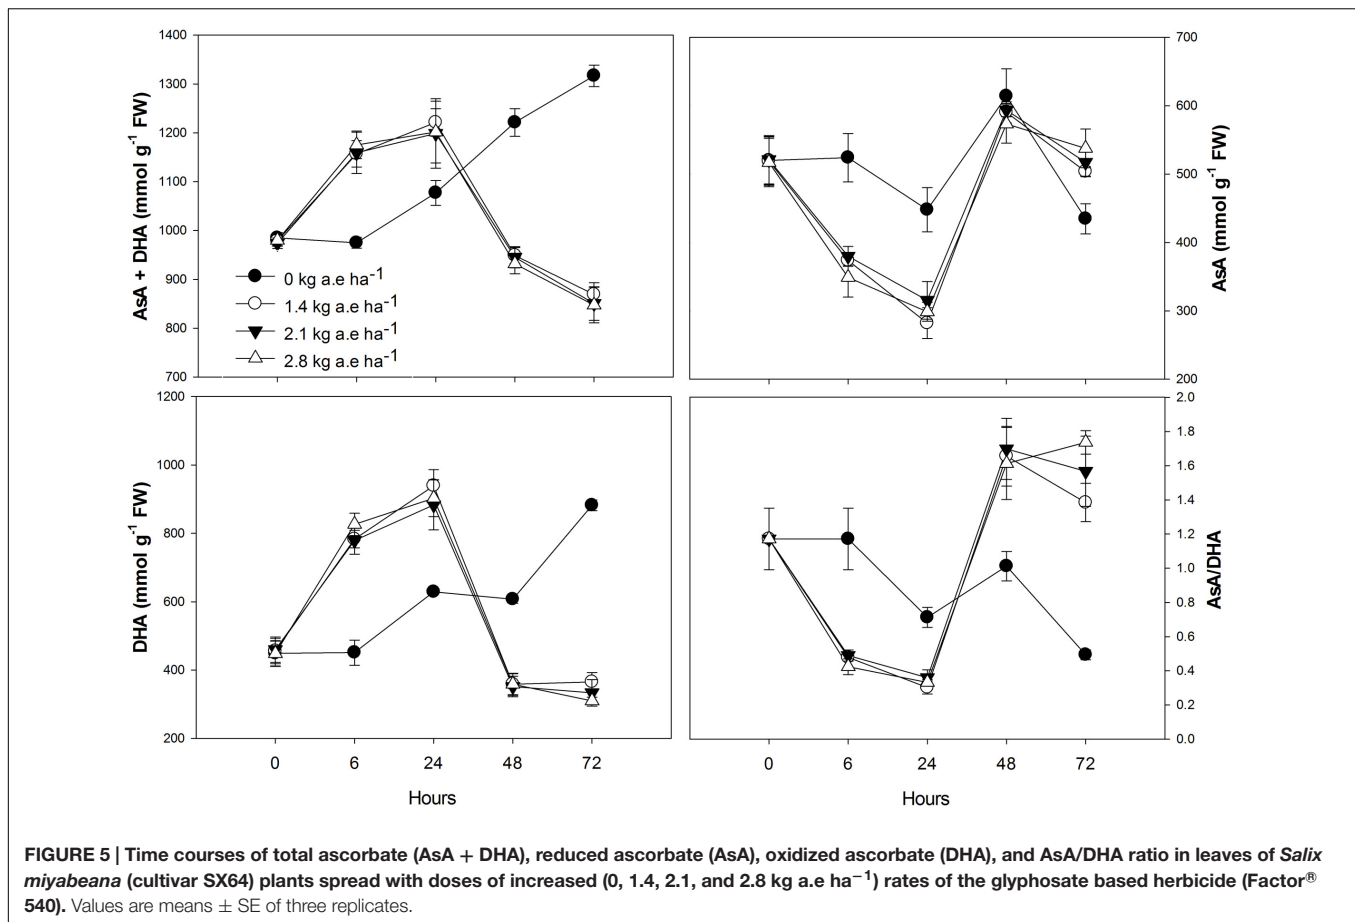 1400
1300
1200
1100
1000
900
800
700
AsA + DHA (mmol g-1 FW)
0 kg a.e ha-1
1.4 kg a.e ha-1
2.1 kg a.e ha-1
2.8 kg a.e ha-1
700
600
500
400
300
200
AsA (mmol g-1 FW)
1200
1000
800
600
400
200
DHA (mmol g-1 FW)
0 6 24 48 72
Hours
2.0
1.8
1.6
1.4
1.2
1.0
0.8
0.6
0.4
0.2
0.0
AsA/DHA
0 6 24 48 72
Hours
FIGURE 5 | Time courses of total ascorbate (AsA + DHA), reduced ascorbate (AsA), oxidized ascorbate (DHA), and AsA/DHA ratio in leaves of Salix
miyabeana (cultivar SX64) plants spread with doses of increased (0, 1.4, 2.1, and 2.8 kg a.e ha−1) rates of the glyphosate based herbicide (Factor®
540). Values are means ± SE of three replicates.